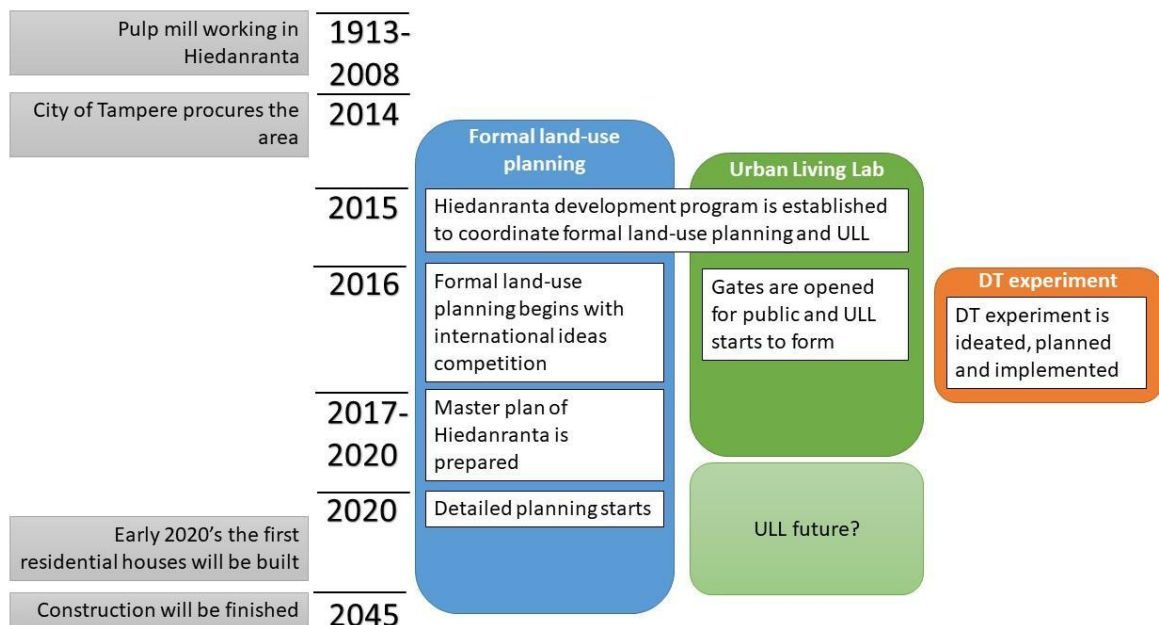 Pulp mill working in
Hiedanranta
1913-
2008
City of Tampere procures the
area
2014
Formal land-use
planning
Urban Living Lab
2015
Hiedanranta development program is established
to coordinate formal land-use planning and ULL
2016
Formal land-use
planning begins with
international ideas
competition
Gates are opened
for public and ULL
starts to form
DT experiment
DT experiment is
ideated, planned
and implemented
2017-
2020
Master plan of
Hiedanranta is
prepared
2020
Detailed planning starts
Early 2020's the first
residential houses will be built
ULL future?
Construction will be finished
2045